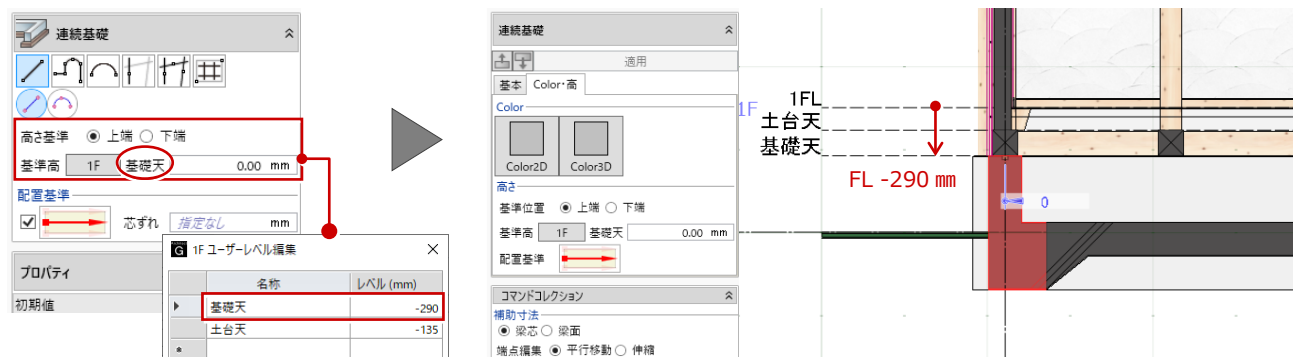 連続基礎
高さ基準 上端 下端
基準高 1F 基礎天 0.00 mm
配置基準
芯ずれ 指定なし mm
プロパティ
初期値
1F ユーザーレベル編集
名称 レベル (mm)
基礎天 -290
土台天 -135
連続基礎
適用
基本 Color・高
Color
Color2D Color3D
高さ
基準位置 上端 下端
基準高 1F 基礎天 0.00 mm
配置基準
コマンドコレクション
補助寸法
梁芯 梁面
端点編集 平行移動 伸縮
1F
1FL
土台天
基礎天
FL -290 ㎜
0